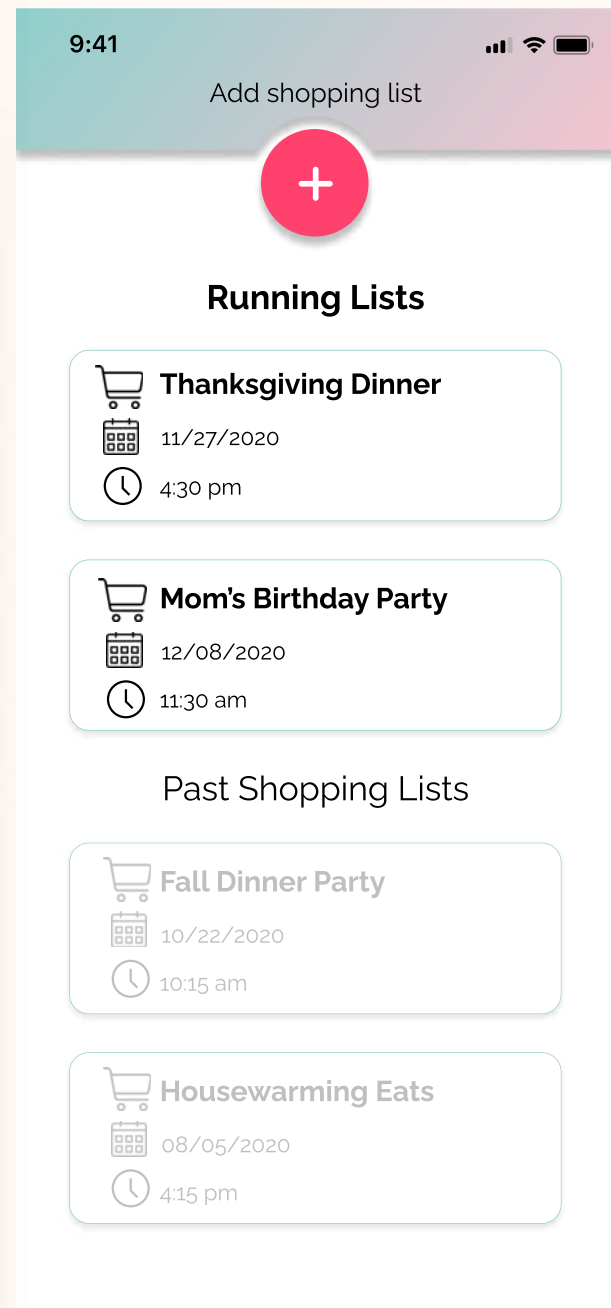 9:41
Add shopping list
+
Running Lists
Thanksgiving Dinner
11/27/2020
4:30 pm
Mom’s Birthday Party
12/08/2020
11:30 am
Past Shopping Lists
Fall Dinner Party
10/22/2020
10:15 am
Housewarming Eats
08/05/2020
4:15 pm